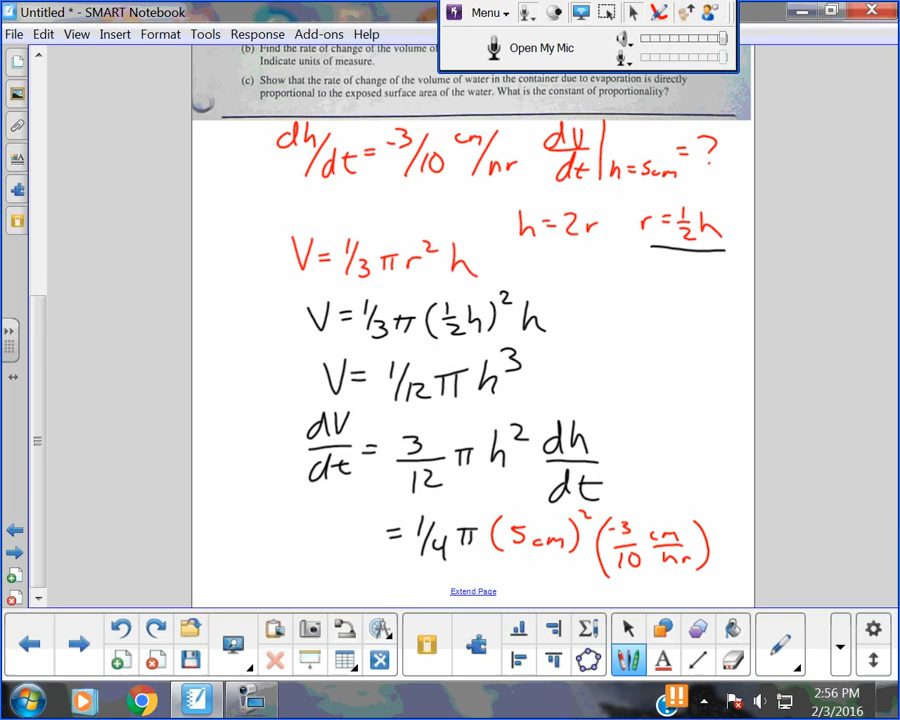 Untitled * - SMART Notebook
Menu
Open My Mic
File Edit View Insert Format Tools Response Add-ons Help
(b) Find the rate of change of the volume of
Indicate units of measure.
(c) Show that the rate of change of the volume of water in the container due to evaporation is directly
proportional to the exposed surface area of the water. What is the constant of proportionality?
dh/dt = -3/10 cm/hr dV/dt | h = 5cm = ?
h = 2r r = 1/2 h
V = 1/3 π r² h
V = 1/3 π (1/2 h)² h
V = 1/12 π h³
dV/dt = 3/12 π h² dh/dt
= 1/4 π (5cm)² (-3/10 cm/hr)
Extend Page
2:56 PM
2/3/2016